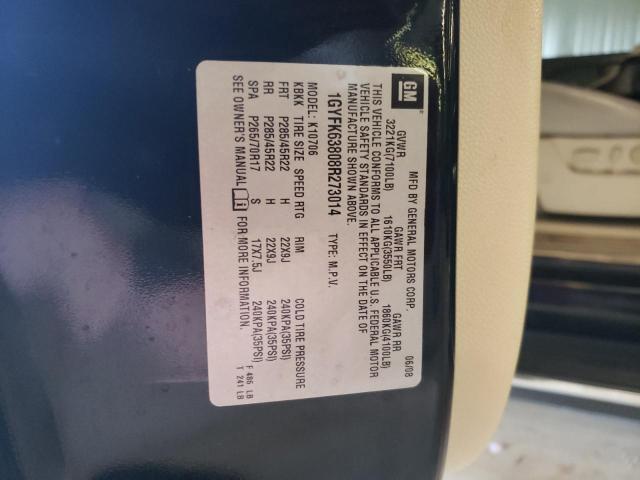 GM
MFD BY GENERAL MOTORS CORP. 06/08
GVWR GAWR FRT GAWR RR
3221KG(7100LB) 1610KG(3550LB) 1860KG(4100LB)
THIS VEHICLE CONFORMS TO ALL APPLICABLE U.S. FEDERAL MOTOR
VEHICLE SAFETY STANDARDS IN EFFECT ON THE DATE OF
MANUFACTURE SHOWN ABOVE.
1GYFK63808R273014 TYPE: M.P.V.
MODEL: K10706
KBKK TIRE SIZE SPEED RTG RIM COLD TIRE PRESSURE
FRT P285/45R22 H 22X9J 240KPA(35PSI)
RR P285/45R22 H 22X9J 240KPA(35PSI)
SPA P265/70R17 S 17X7.5J 240KPA(35PSI)
SEE OWNER'S MANUAL i FOR MORE INFORMATION.
F 486 LB
T 241 LB